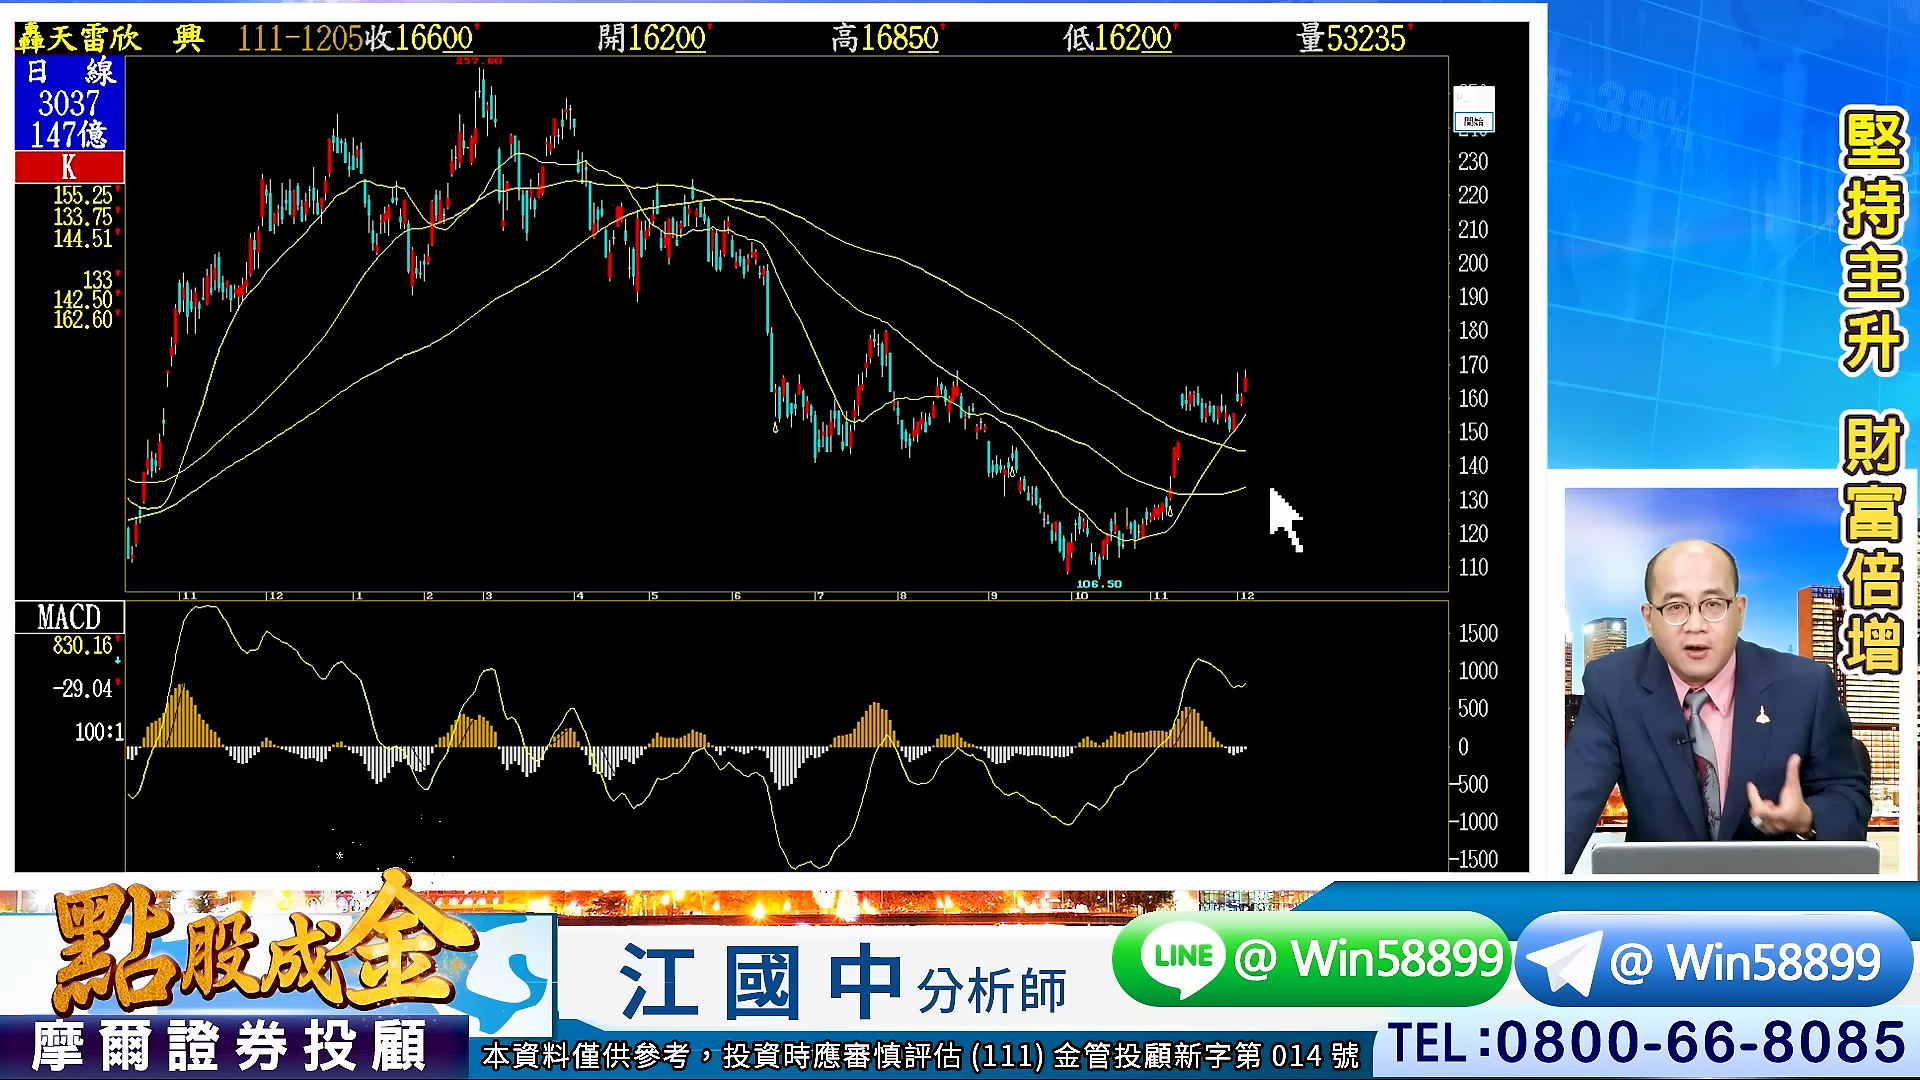 轟天雷欣 興 111-1205收16600 開16200 高16850 低16200 量53235
日 線
3037
147億
K
155.25
133.75
144.51
133
142.50
162.60
257.60
開始
230
220
210
200
190
180
170
160
150
140
130
120
110
106.50
11 12 1 2 3 4 5 6 7 8 9 10 11 12
MACD
830.16
-29.04
100:1
1500
1000
500
0
-500
-1000
-1500
堅持主升 財富倍增
點股成金
摩爾證券投顧
江國中 分析師
LINE @ Win58899
@ Win58899
本資料僅供參考，投資時應審慎評估 (111) 金管投顧新字第 014 號
TEL:0800-66-8085